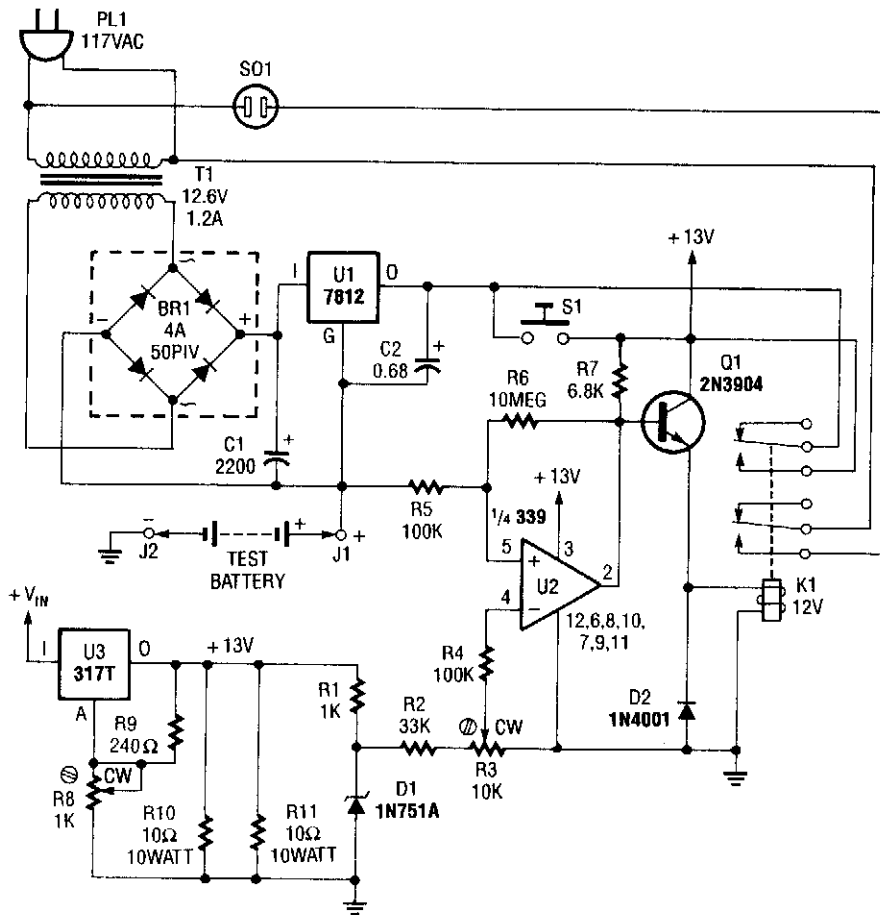 PL1
117VAC
SO1
T1
12.6V
1.2A
+13V
I
U1
7812
O
G
S1
BR1
4A
50PIV
−
+
~
~
C2
0.68
+
R7
6.8K
Q1
2N3904
R6
10MEG
C1
2200
+
R5
100K
+13V
1/4 339
5
+
3
U2
2
4
−
12,6,8,10,
7,9,11
−
J2
+
TEST
BATTERY
J1
+
K1
12V
+VIN
I
U3
317T
O
+13V
A
R9
240Ω
CW
R8
1K
R10
10Ω
10WATT
R11
10Ω
10WATT
R1
1K
R2
33K
R4
100K
CW
R3
10K
D1
1N751A
D2
1N4001